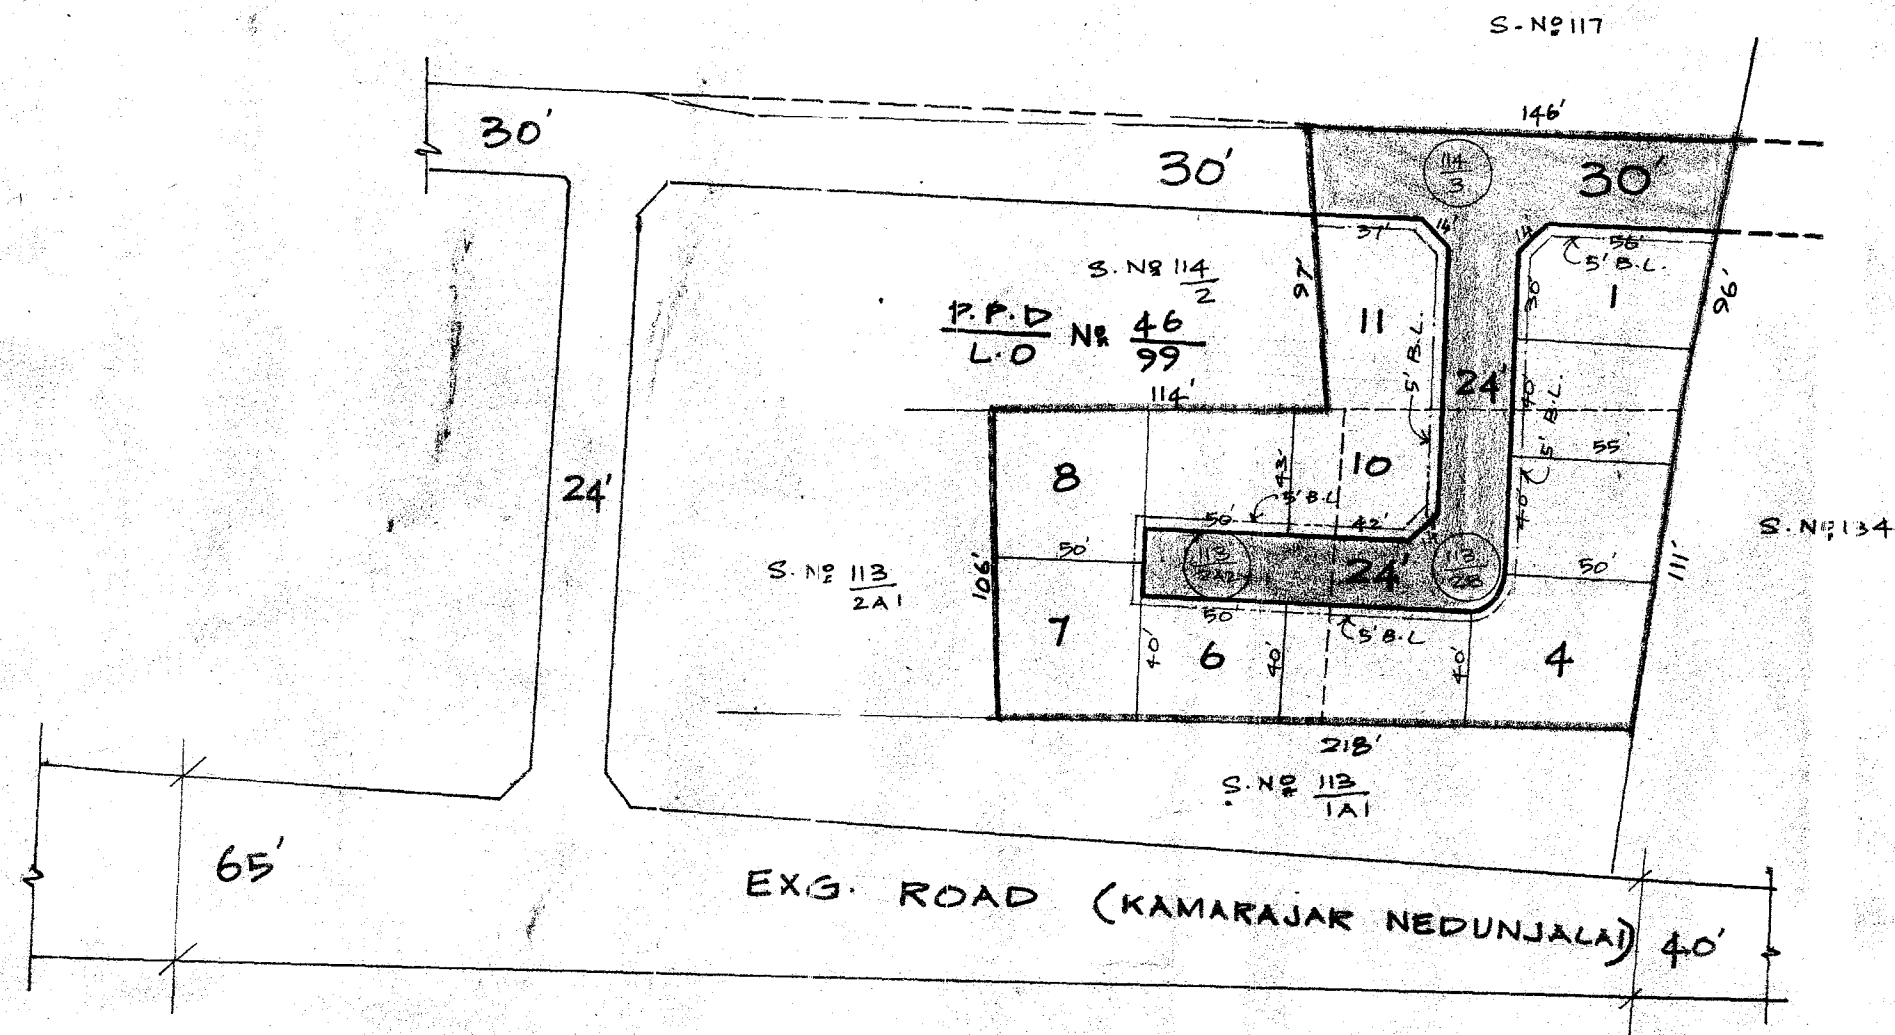 S. Nº 117
146'
30'
30'
114/3
30'
37'
14'
14'
56'
5' B.L.
S. Nº 114/2
97'
11
30'
1
96'
P.P.D/L.O Nº 46/99
5' B.L.
24'
40'
5' B.L.
114'
8
43'
10
55'
24'
5' B.L
50'
42'
14'
40'
S. Nº 134
S. Nº 113/2A1
106'
50'
113/2A2
24'
113/2B
50'
111'
50'
7
40'
6
40'
5' B.L
40'
4
218'
S. Nº 113/1A1
65'
EXG. ROAD (KAMARAJAR NEDUNJALAI)
40'